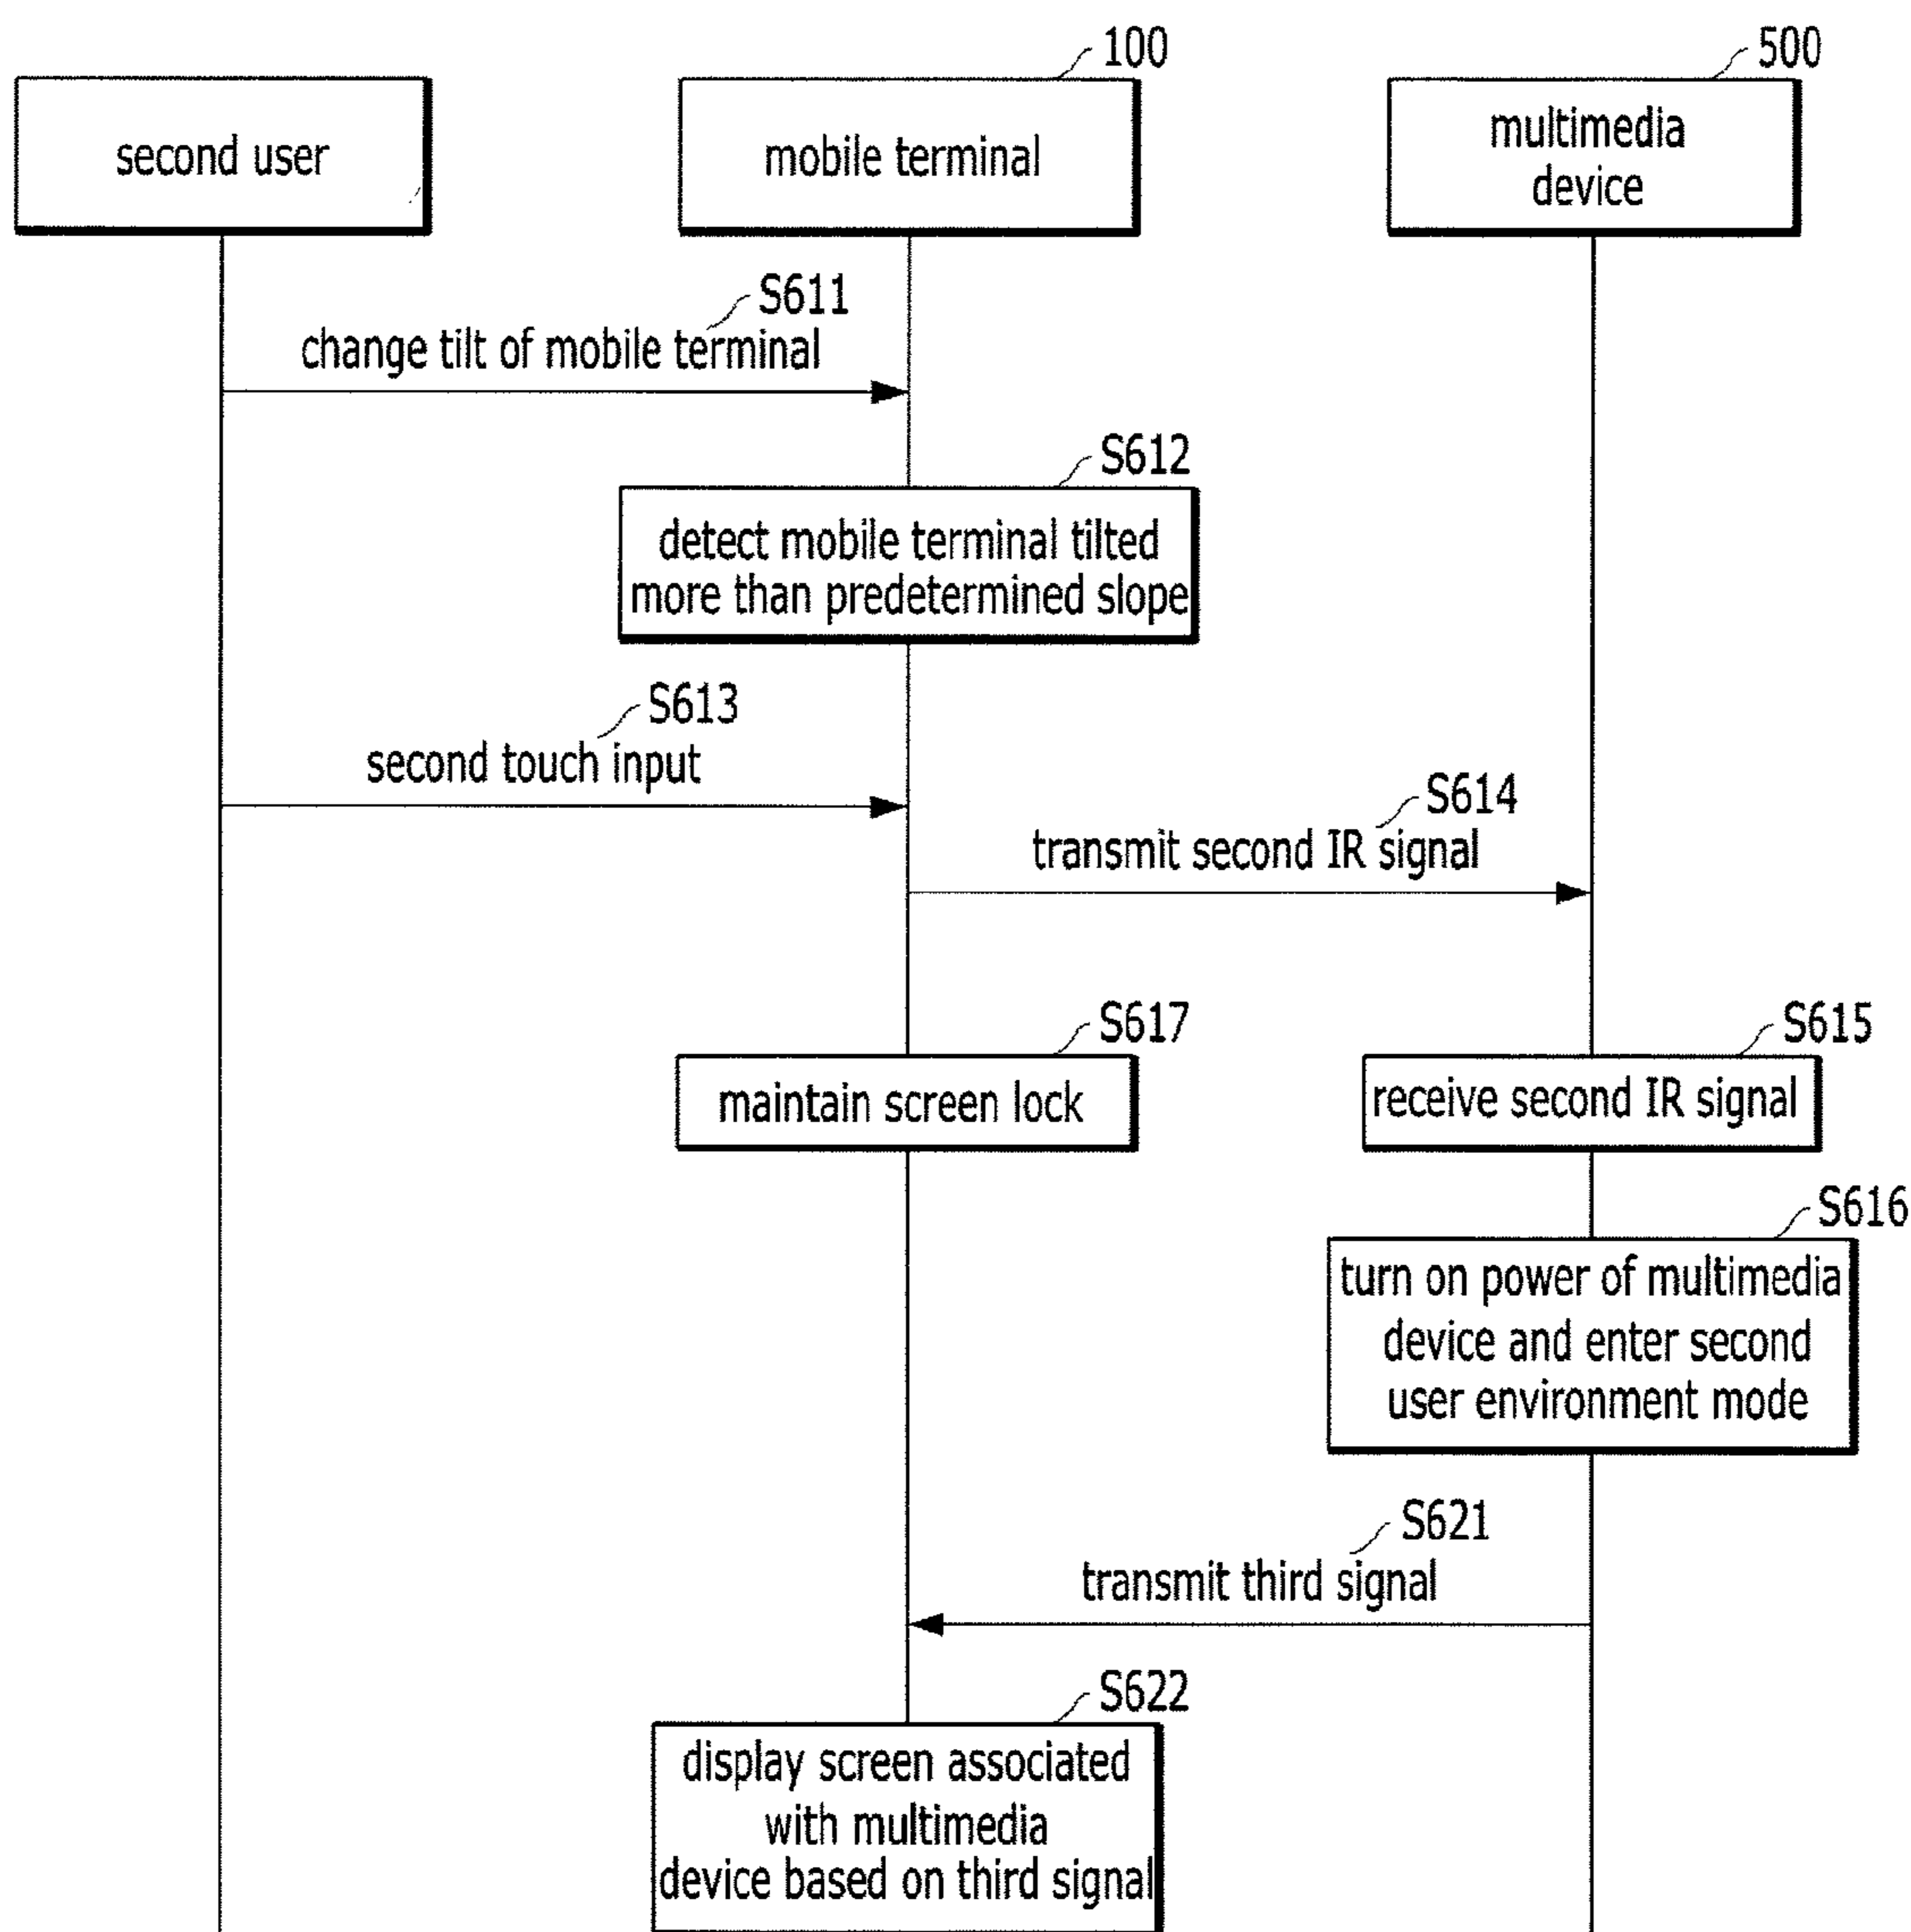 100
500
second user
mobile terminal
multimedia
device
S611
change tilt of mobile terminal
S612
detect mobile terminal tilted
more than predetermined slope
S613
second touch input
S614
transmit second IR signal
S617
maintain screen lock
S615
receive second IR signal
S616
turn on power of multimedia
device and enter second
user environment mode
S621
transmit third signal
S622
display screen associated
with multimedia
device based on third signal